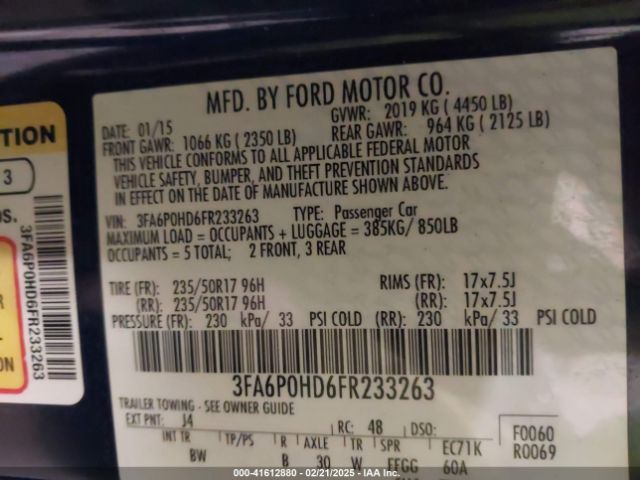 MFD. BY FORD MOTOR CO.
DATE: 01/15 GVWR: 2019 KG ( 4450 LB)
FRONT GAWR: 1066 KG ( 2350 LB) REAR GAWR: 964 KG ( 2125 LB)
THIS VEHICLE CONFORMS TO ALL APPLICABLE FEDERAL MOTOR
VEHICLE SAFETY, BUMPER, AND THEFT PREVENTION STANDARDS
IN EFFECT ON THE DATE OF MANUFACTURE SHOWN ABOVE.
VIN: 3FA6P0HD6FR233263 TYPE: Passenger Car
MAXIMUM LOAD = OCCUPANTS + LUGGAGE = 385KG/ 850LB
OCCUPANTS = 5 TOTAL; 2 FRONT, 3 REAR
TIRE (FR): 235/50R17 96H RIMS (FR): 17x7.5J
(RR): 235/50R17 96H (RR): 17x7.5J
PRESSURE (FR): 230 kPa/ 33 PSI COLD (RR): 230 kPa/ 33 PSI COLD
3FA6P0HD6FR233263
TRAILER TOWING - SEE OWNER GUIDE
EXT PNT: J4 RC: 48 DSO: F0060
INT TR TP/PS R AXLE TR SPR EC71K R0069
BW B 30 W FFGG 60A
TION
3
OS.
3FA6P0HD6FR233263
ER
ION
00-41612880 - 02/21/2025 - IAA Inc.